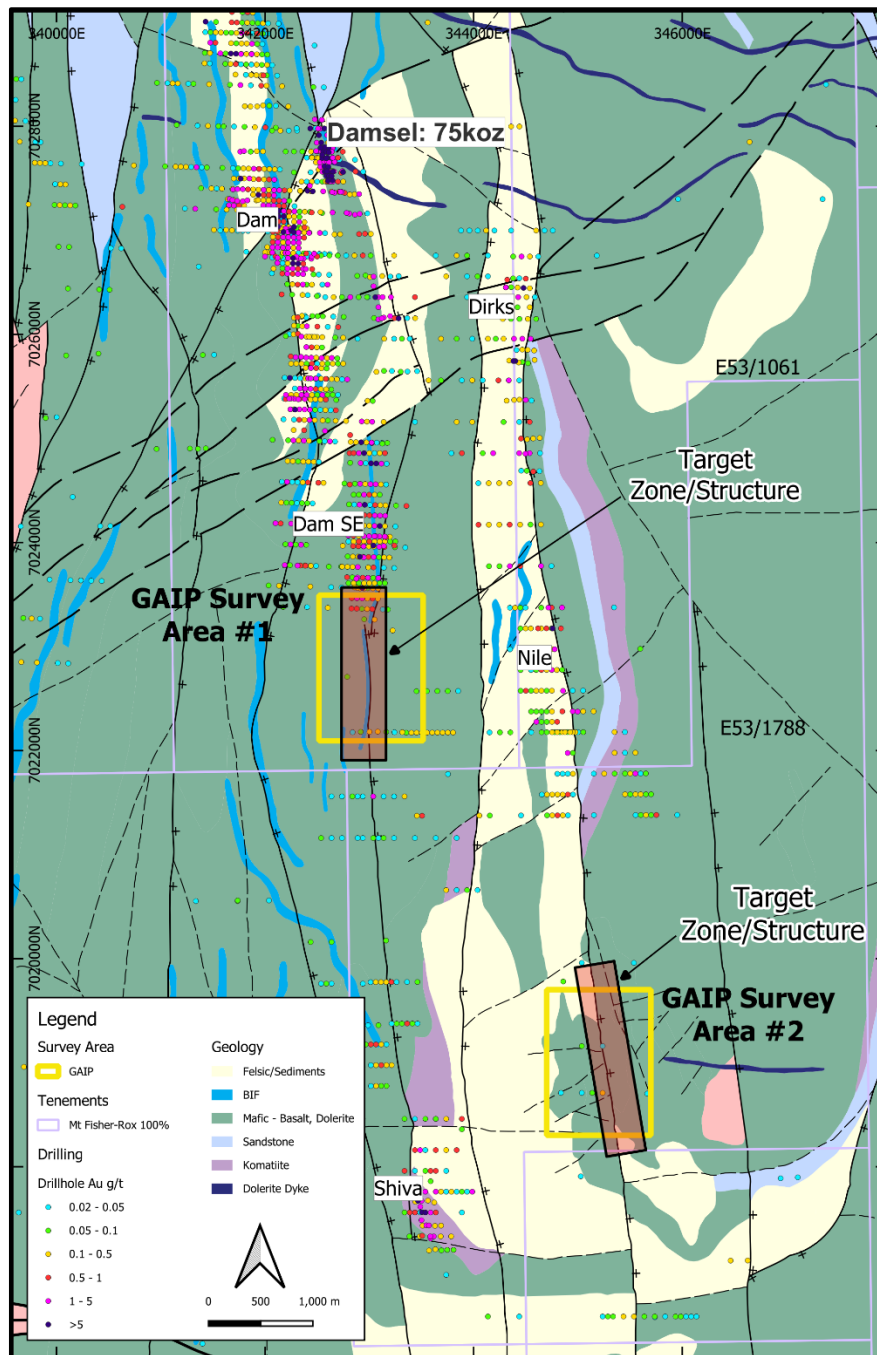 340000E
342000E
344000E
346000E
7028000N
Damsel: 75koz
Dam
Dirks
7026000N
E53/1061
Target
Zone/Structure
Dam SE
7024000N
GAIP Survey
Area #1
Nile
E53/1788
7022000N
Target
Zone/Structure
7020000N
GAIP Survey
Area #2
Shiva
Legend
Survey Area
GAIP
Tenements
Mt Fisher-Rox 100%
Drilling
Drillhole Au g/t
0.02 - 0.05
0.05 - 0.1
0.1 - 0.5
0.5 - 1
1 - 5
>5
Geology
Felsic/Sediments
BIF
Mafic - Basalt, Dolerite
Sandstone
Komatiite
Dolerite Dyke
0 500 1,000 m